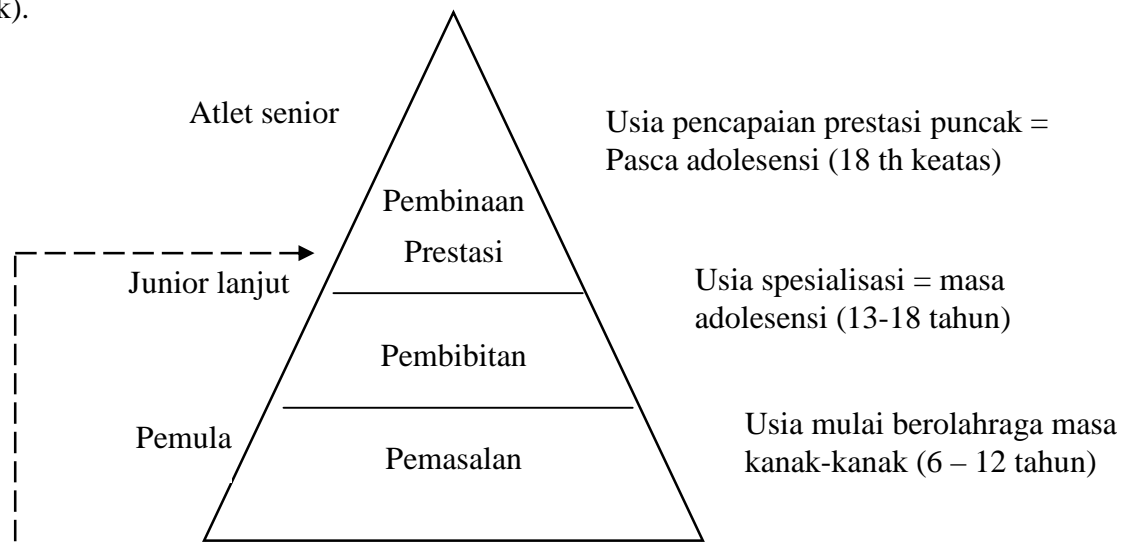 k).
Atlet senior
Usia pencapaian prestasi puncak =
Pasca adolesensi (18 th keatas)
Pembinaan
Prestasi
Junior lanjut
Usia spesialisasi = masa
adolesensi (13-18 tahun)
Pembibitan
Pemula
Pemasalan
Usia mulai berolahraga masa
kanak-kanak (6 – 12 tahun)